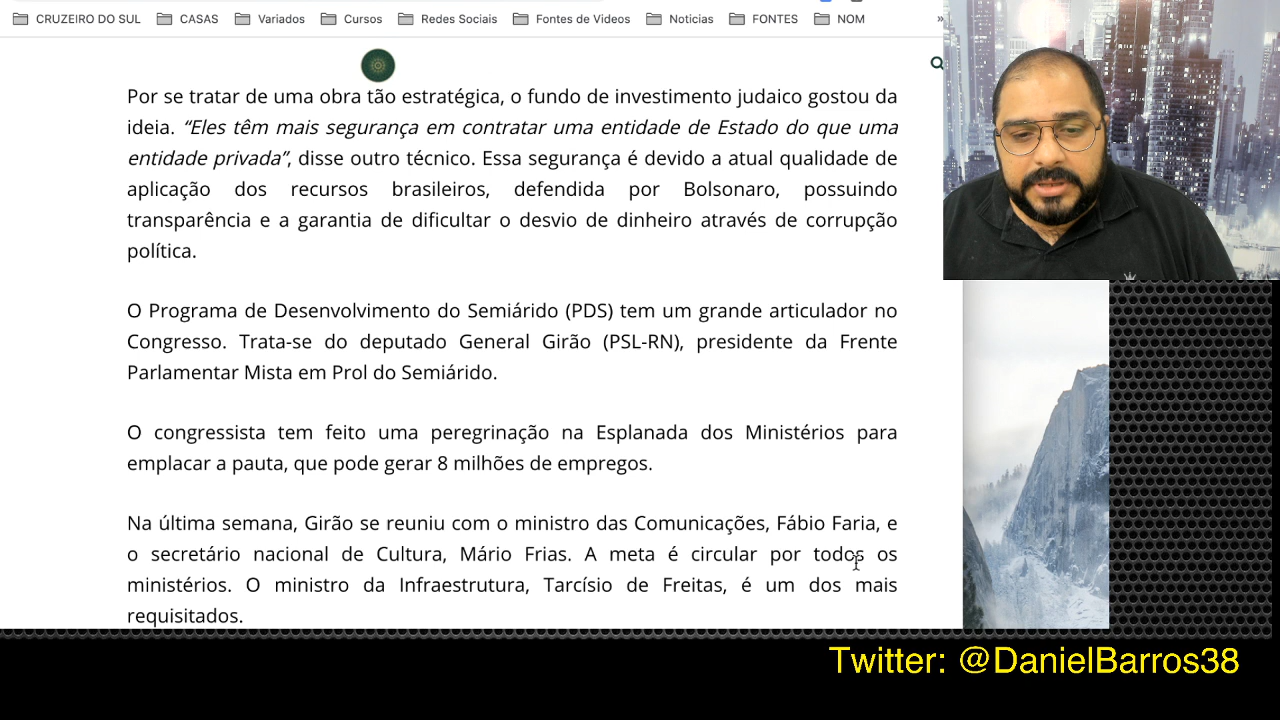 CRUZEIRO DO SUL CASAS Variados Cursos Redes Sociais Fontes de Videos Noticias FONTES NOM »
Por se tratar de uma obra tão estratégica, o fundo de investimento judaico gostou da
ideia. “Eles têm mais segurança em contratar uma entidade de Estado do que uma
entidade privada”, disse outro técnico. Essa segurança é devido a atual qualidade de
aplicação dos recursos brasileiros, defendida por Bolsonaro, possuindo
transparência e a garantia de dificultar o desvio de dinheiro através de corrupção
política.
O Programa de Desenvolvimento do Semiárido (PDS) tem um grande articulador no
Congresso. Trata-se do deputado General Girão (PSL-RN), presidente da Frente
Parlamentar Mista em Prol do Semiárido.
O congressista tem feito uma peregrinação na Esplanada dos Ministérios para
emplacar a pauta, que pode gerar 8 milhões de empregos.
Na última semana, Girão se reuniu com o ministro das Comunicações, Fábio Faria, e
o secretário nacional de Cultura, Mário Frias. A meta é circular por todos os
ministérios. O ministro da Infraestrutura, Tarcísio de Freitas, é um dos mais
requisitados.
Twitter: @DanielBarros38